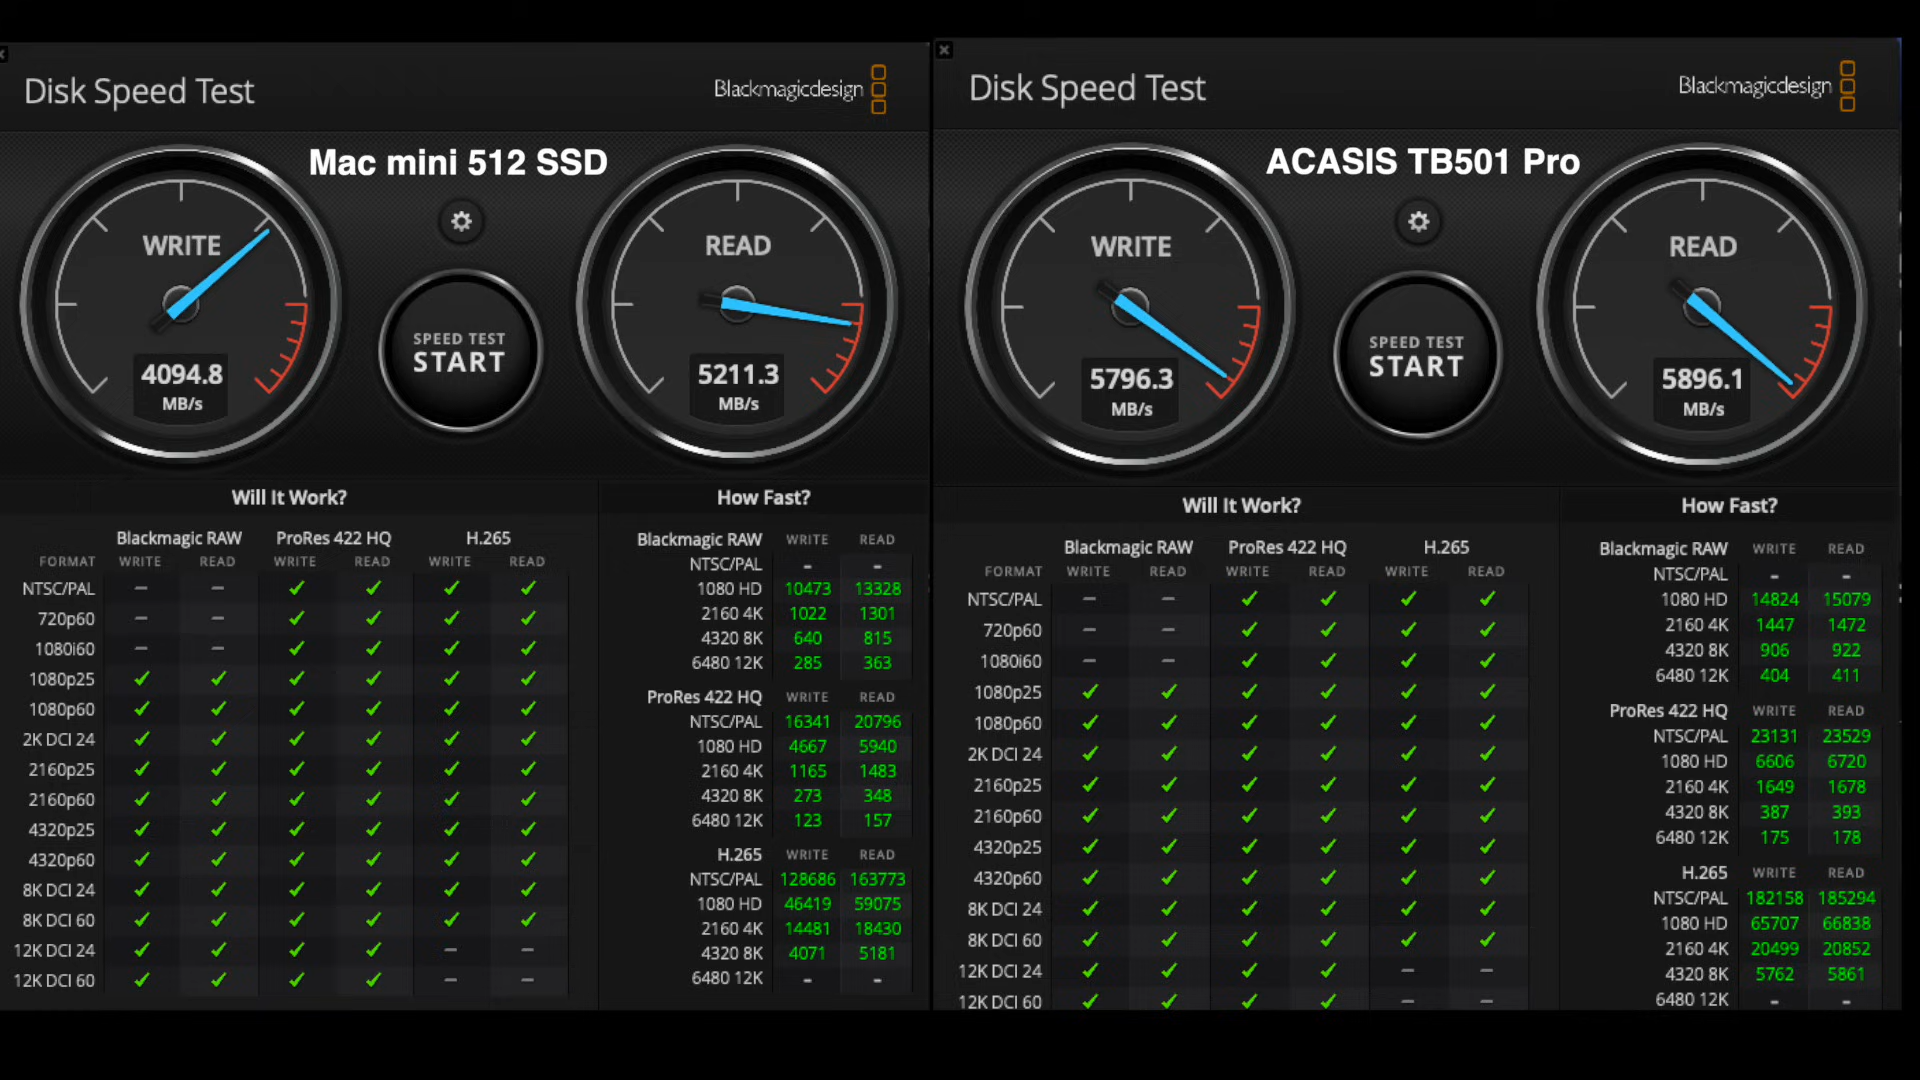 Disk Speed Test
Blackmagicdesign
Mac mini 512 SSD
WRITE
4094.8
MB/s
SPEED TEST
START
READ
5211.3
MB/s
Will It Work?
Blackmagic RAW ProRes 422 HQ H.265
FORMAT WRITE READ WRITE READ WRITE READ
NTSC/PAL – – ✓ ✓ ✓ ✓
720p60 – – ✓ ✓ ✓ ✓
1080i60 – – ✓ ✓ ✓ ✓
1080p25 ✓ ✓ ✓ ✓ ✓ ✓
1080p60 ✓ ✓ ✓ ✓ ✓ ✓
2K DCI 24 ✓ ✓ ✓ ✓ ✓ ✓
2160p25 ✓ ✓ ✓ ✓ ✓ ✓
2160p60 ✓ ✓ ✓ ✓ ✓ ✓
4320p25 ✓ ✓ ✓ ✓ ✓ ✓
4320p60 ✓ ✓ ✓ ✓ ✓ ✓
8K DCI 24 ✓ ✓ ✓ ✓ ✓ ✓
8K DCI 60 ✓ ✓ ✓ ✓ ✓ ✓
12K DCI 24 ✓ ✓ ✓ ✓ – –
12K DCI 60 ✓ ✓ ✓ ✓ – –
How Fast?
Blackmagic RAW WRITE READ
NTSC/PAL – –
1080 HD 10473 13328
2160 4K 1022 1301
4320 8K 640 815
6480 12K 285 363
ProRes 422 HQ WRITE READ
NTSC/PAL 16341 20796
1080 HD 4667 5940
2160 4K 1165 1483
4320 8K 273 348
6480 12K 123 157
H.265 WRITE READ
NTSC/PAL 128686 163773
1080 HD 46419 59075
2160 4K 14481 18430
4320 8K 4071 5181
6480 12K – –
Disk Speed Test
Blackmagicdesign
ACASIS TB501 Pro
WRITE
5796.3
MB/s
SPEED TEST
START
READ
5896.1
MB/s
Will It Work?
Blackmagic RAW ProRes 422 HQ H.265
FORMAT WRITE READ WRITE READ WRITE READ
NTSC/PAL – – ✓ ✓ ✓ ✓
720p60 – – ✓ ✓ ✓ ✓
1080i60 – – ✓ ✓ ✓ ✓
1080p25 ✓ ✓ ✓ ✓ ✓ ✓
1080p60 ✓ ✓ ✓ ✓ ✓ ✓
2K DCI 24 ✓ ✓ ✓ ✓ ✓ ✓
2160p25 ✓ ✓ ✓ ✓ ✓ ✓
2160p60 ✓ ✓ ✓ ✓ ✓ ✓
4320p25 ✓ ✓ ✓ ✓ ✓ ✓
4320p60 ✓ ✓ ✓ ✓ ✓ ✓
8K DCI 24 ✓ ✓ ✓ ✓ ✓ ✓
8K DCI 60 ✓ ✓ ✓ ✓ ✓ ✓
12K DCI 24 ✓ ✓ ✓ ✓ – –
12K DCI 60 ✓ ✓ ✓ ✓ – –
How Fast?
Blackmagic RAW WRITE READ
NTSC/PAL – –
1080 HD 14824 15079
2160 4K 1447 1472
4320 8K 906 922
6480 12K 404 411
ProRes 422 HQ WRITE READ
NTSC/PAL 23131 23529
1080 HD 6606 6720
2160 4K 1649 1678
4320 8K 387 393
6480 12K 175 178
H.265 WRITE READ
NTSC/PAL 182158 185294
1080 HD 65707 66838
2160 4K 20499 20852
4320 8K 5762 5861
6480 12K – –